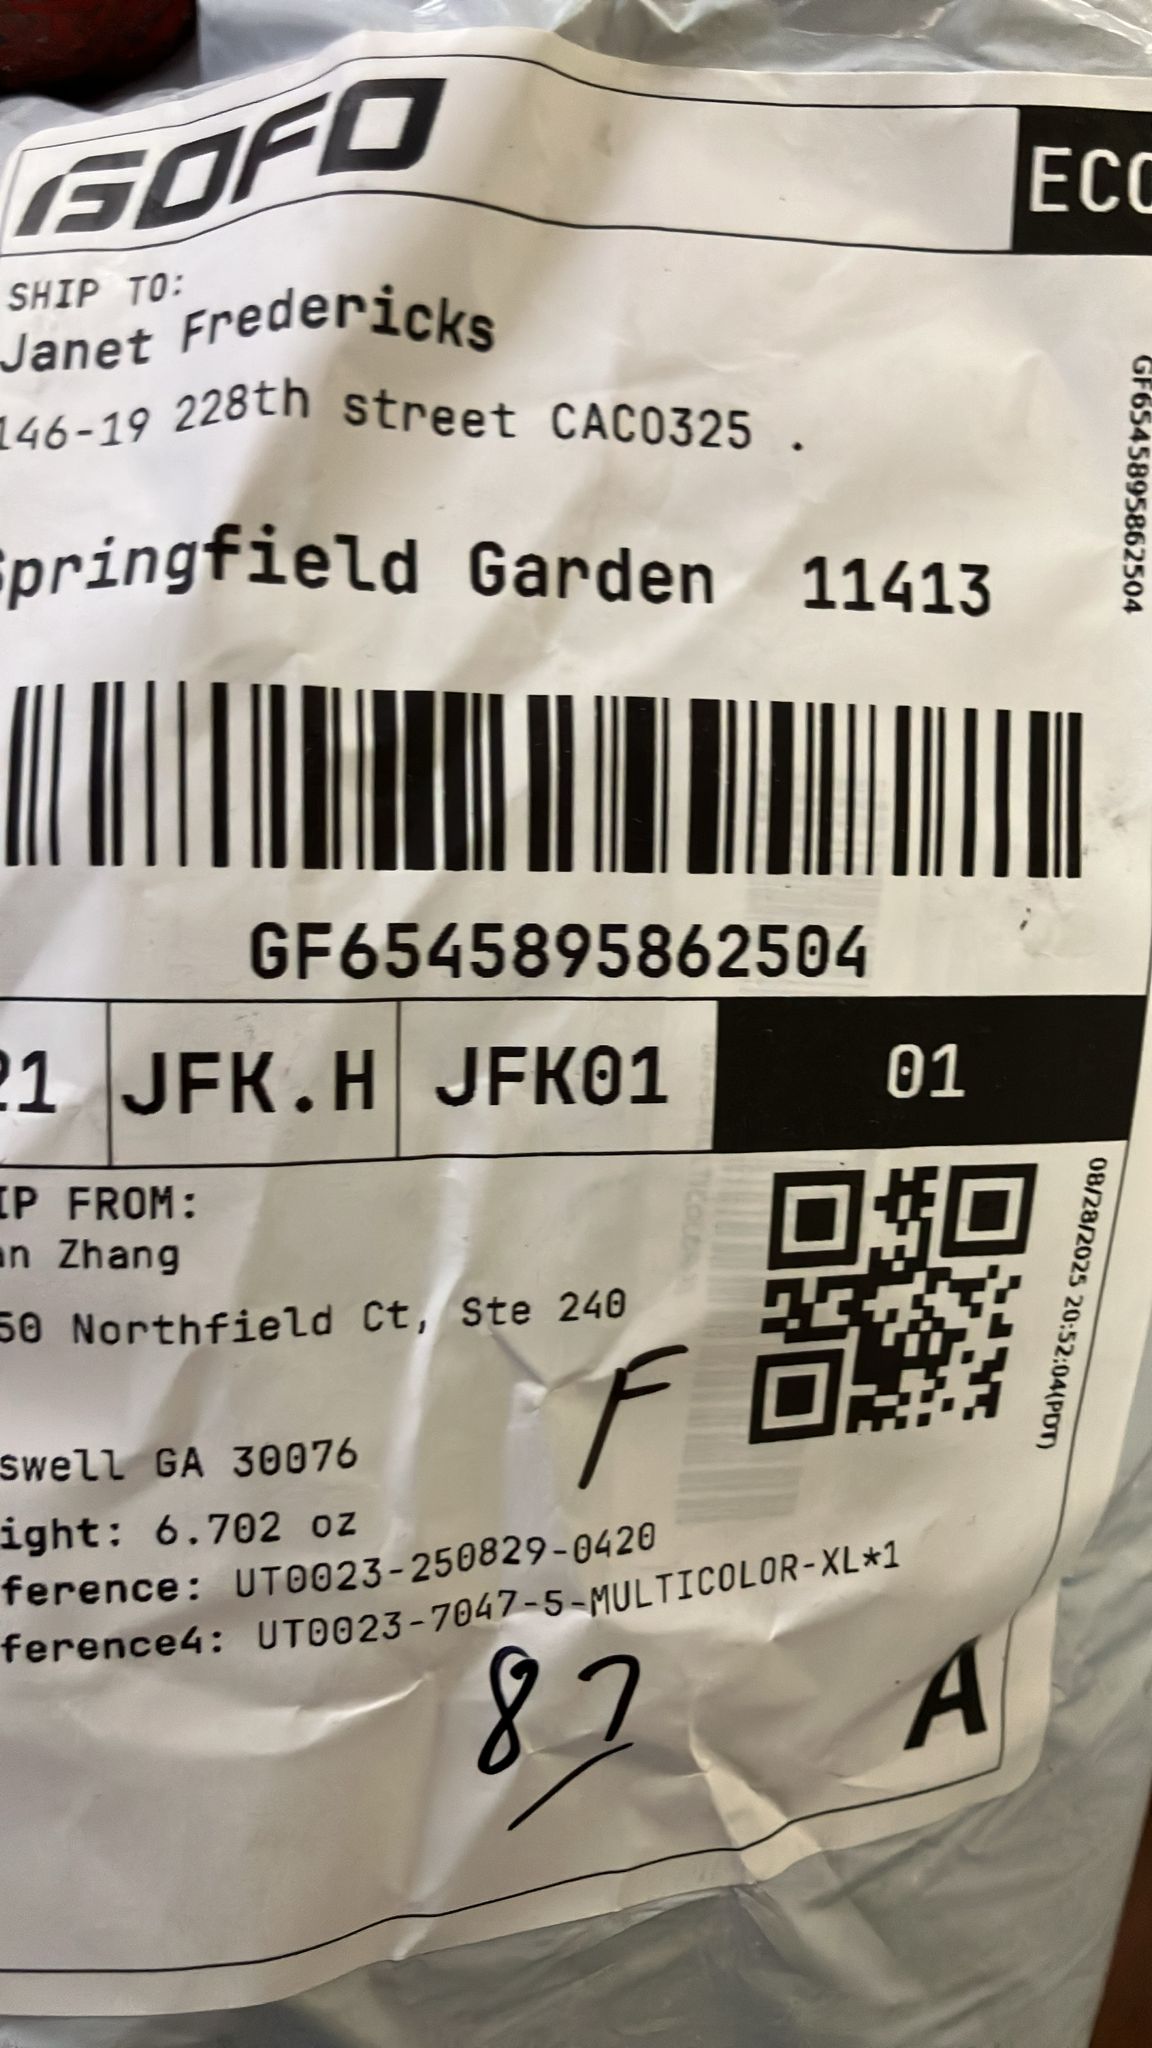 GOFO
ECO
SHIP TO:
Janet Fredericks
146-19 228th street CACO325 .
Springfield Garden 11413
GF6545895862504
GF6545895862504
21 JFK.H JFK01 01
IP FROM:
an Zhang
50 Northfield Ct, Ste 240
08/28/2025 20:52:04(PDT)
F
swell GA 30076
ight: 6.702 oz
ference: UT0023-250829-0420
ference4: UT0023-7047-5-MULTICOLOR-XL*1
87
A